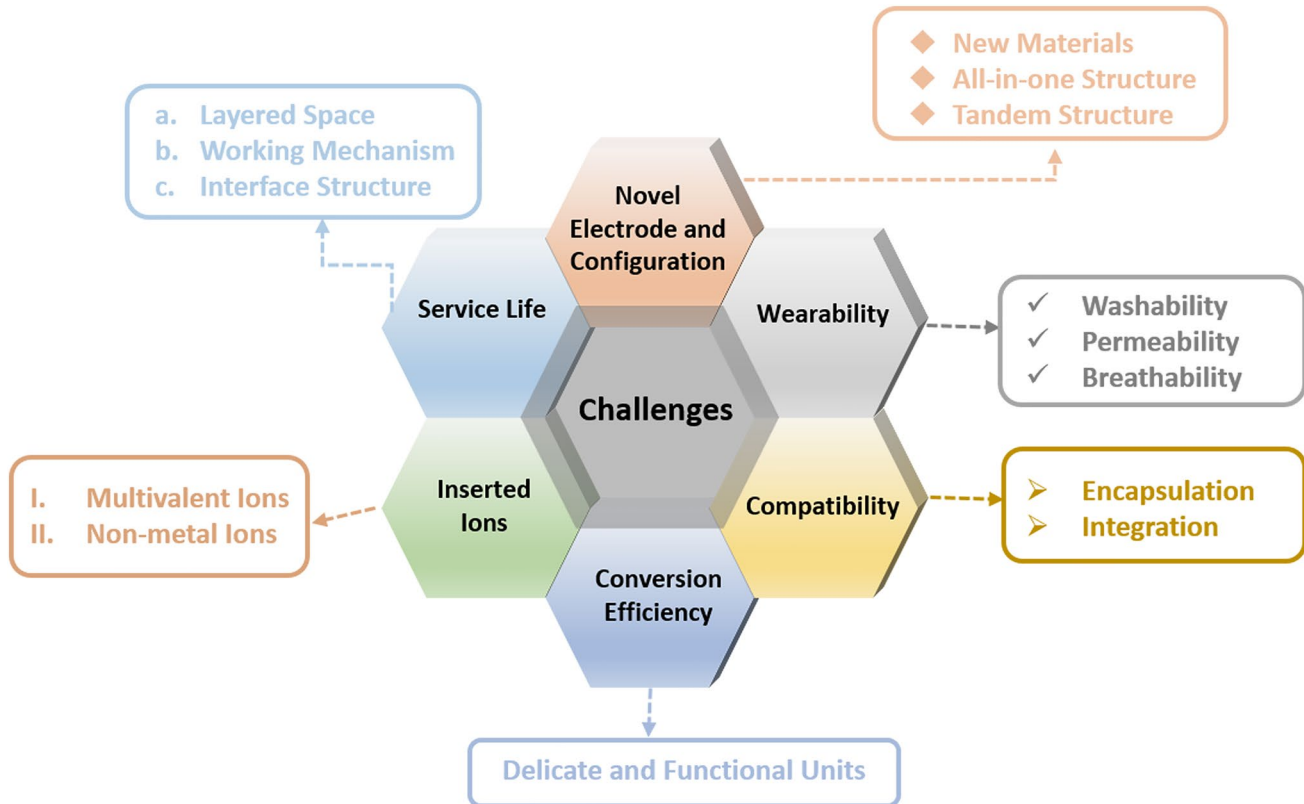 ◆ New Materials
◆ All-in-one Structure
◆ Tandem Structure
a. Layered Space
b. Working Mechanism
c. Interface Structure
Novel
Electrode and
Configuration
Service Life
Wearability
✓ Washability
✓ Permeability
✓ Breathability
Challenges
I. Multivalent Ions
II. Non-metal Ions
Inserted
Ions
Compatibility
➢ Encapsulation
➢ Integration
Conversion
Efficiency
Delicate and Functional Units